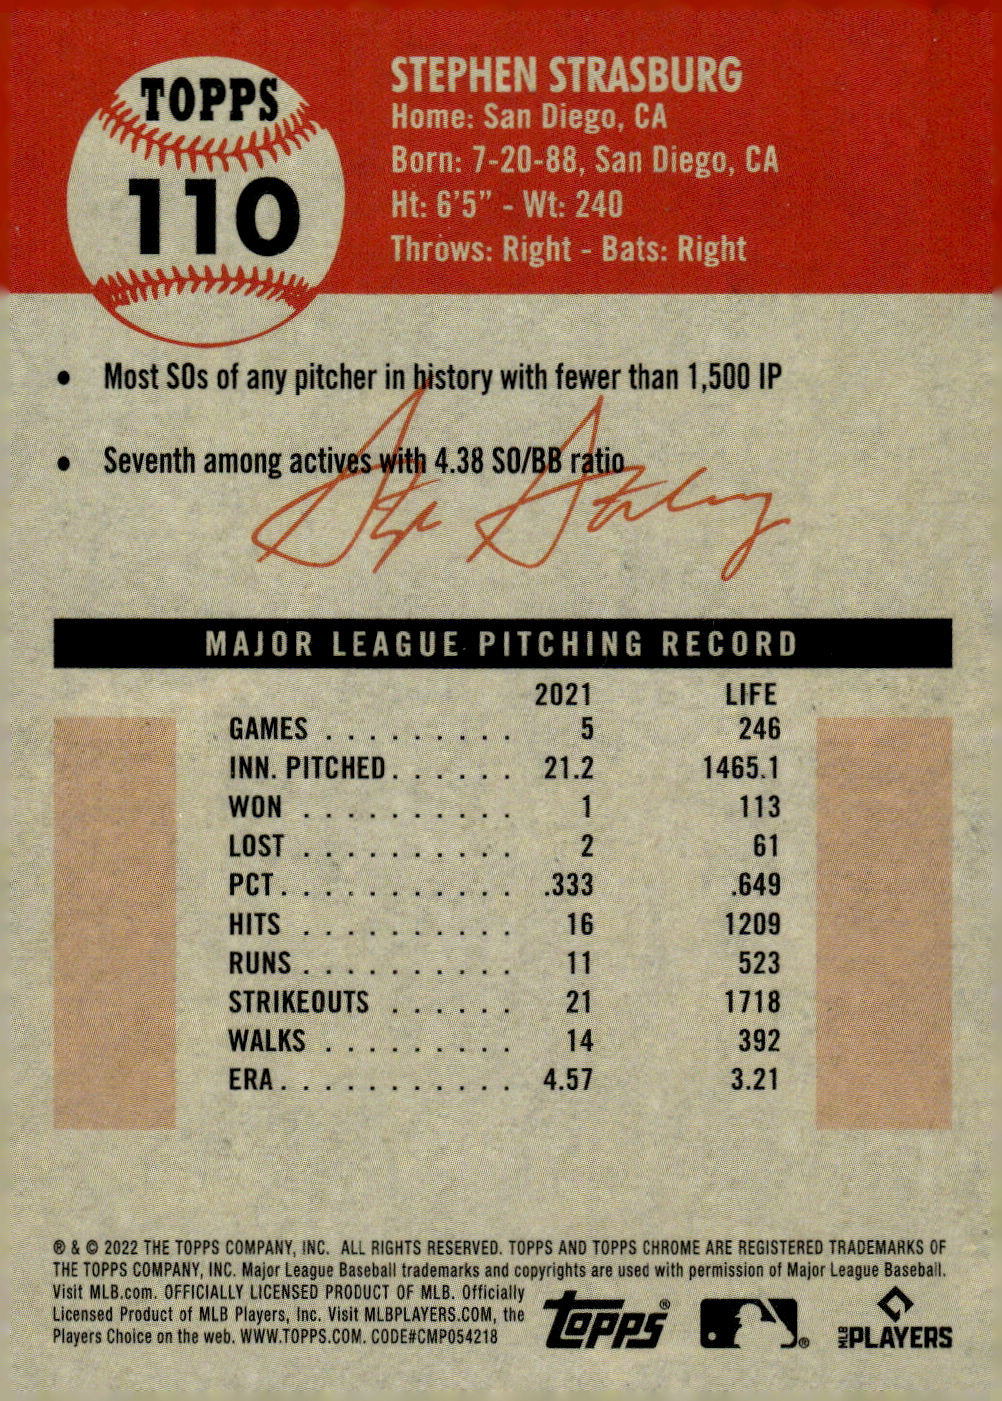 TOPPS
110
STEPHEN STRASBURG
Home: San Diego, CA
Born: 7-20-88, San Diego, CA
Ht: 6'5" - Wt: 240
Throws: Right - Bats: Right
• Most SOs of any pitcher in history with fewer than 1,500 IP
• Seventh among actives with 4.38 SO/BB ratio
MAJOR LEAGUE PITCHING RECORD
2021 LIFE
GAMES . . . . . . . . . 5 246
INN. PITCHED . . . . . . 21.2 1465.1
WON . . . . . . . . . . 1 113
LOST . . . . . . . . . . 2 61
PCT . . . . . . . . . . . .333 .649
HITS . . . . . . . . . . 16 1209
RUNS . . . . . . . . . . 11 523
STRIKEOUTS . . . . . . 21 1718
WALKS . . . . . . . . . 14 392
ERA . . . . . . . . . . . 4.57 3.21
® & © 2022 THE TOPPS COMPANY, INC. ALL RIGHTS RESERVED. TOPPS AND TOPPS CHROME ARE REGISTERED TRADEMARKS OF
THE TOPPS COMPANY, INC. Major League Baseball trademarks and copyrights are used with permission of Major League Baseball.
Visit MLB.com. OFFICIALLY LICENSED PRODUCT OF MLB. Officially
Licensed Product of MLB Players, Inc. Visit MLBPLAYERS.COM, the
Players Choice on the web. WWW.TOPPS.COM. CODE#CMP054218
topps®
®
MLB PLAYERS